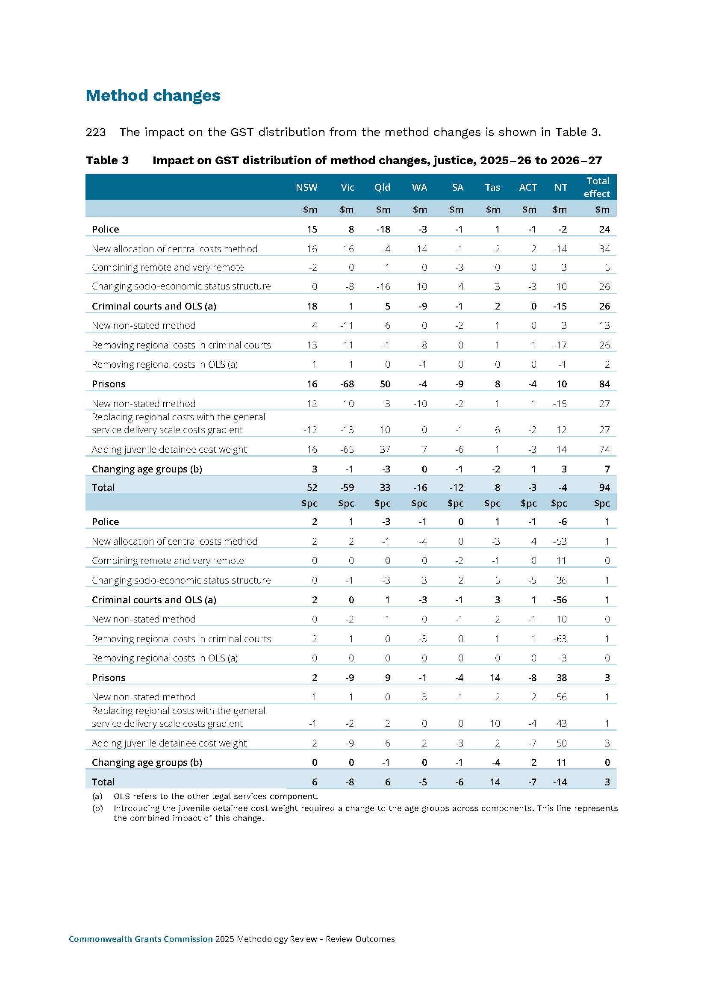 Method changes
223 The impact on the GST distribution from the method changes is shown in Table 3.
Table 3 Impact on GST distribution of method changes, justice, 2025–26 to 2026–27
NSW Vic Qld WA SA Tas ACT NT Total effect
$m $m $m $m $m $m $m $m $m
Police 15 8 -18 -3 -1 1 -1 -2 24
New allocation of central costs method 16 16 -4 -14 -1 -2 2 -14 34
Combining remote and very remote -2 0 1 0 -3 0 0 3 5
Changing socio-economic status structure 0 -8 -16 10 4 3 -3 10 26
Criminal courts and OLS (a) 18 1 5 -9 -1 2 0 -15 26
New non-stated method 4 -11 6 0 -2 1 0 3 13
Removing regional costs in criminal courts 13 11 -1 -8 0 1 1 -17 26
Removing regional costs in OLS (a) 1 1 0 -1 0 0 0 -1 2
Prisons 16 -68 50 -4 -9 8 -4 10 84
New non-stated method 12 10 3 -10 -2 1 1 -15 27
Replacing regional costs with the general
service delivery scale costs gradient -12 -13 10 0 -1 6 -2 12 27
Adding juvenile detainee cost weight 16 -65 37 7 -6 1 -3 14 74
Changing age groups (b) 3 -1 -3 0 -1 -2 1 3 7
Total 52 -59 33 -16 -12 8 -3 -4 94
$pc $pc $pc $pc $pc $pc $pc $pc $pc
Police 2 1 -3 -1 0 1 -1 -6 1
New allocation of central costs method 2 2 -1 -4 0 -3 4 -53 1
Combining remote and very remote 0 0 0 0 -2 -1 0 11 0
Changing socio-economic status structure 0 -1 -3 3 2 5 -5 36 1
Criminal courts and OLS (a) 2 0 1 -3 -1 3 1 -56 1
New non-stated method 0 -2 1 0 -1 2 -1 10 0
Removing regional costs in criminal courts 2 1 0 -3 0 1 1 -63 1
Removing regional costs in OLS (a) 0 0 0 0 0 0 0 -3 0
Prisons 2 -9 9 -1 -4 14 -8 38 3
New non-stated method 1 1 0 -3 -1 2 2 -56 1
Replacing regional costs with the general
service delivery scale costs gradient -1 -2 2 0 0 10 -4 43 1
Adding juvenile detainee cost weight 2 -9 6 2 -3 2 -7 50 3
Changing age groups (b) 0 0 -1 0 -1 -4 2 11 0
Total 6 -8 6 -5 -6 14 -7 -14 3
(a) OLS refers to the other legal services component.
(b) Introducing the juvenile detainee cost weight required a change to the age groups across components. This line represents
the combined impact of this change.
Commonwealth Grants Commission 2025 Methodology Review – Review Outcomes